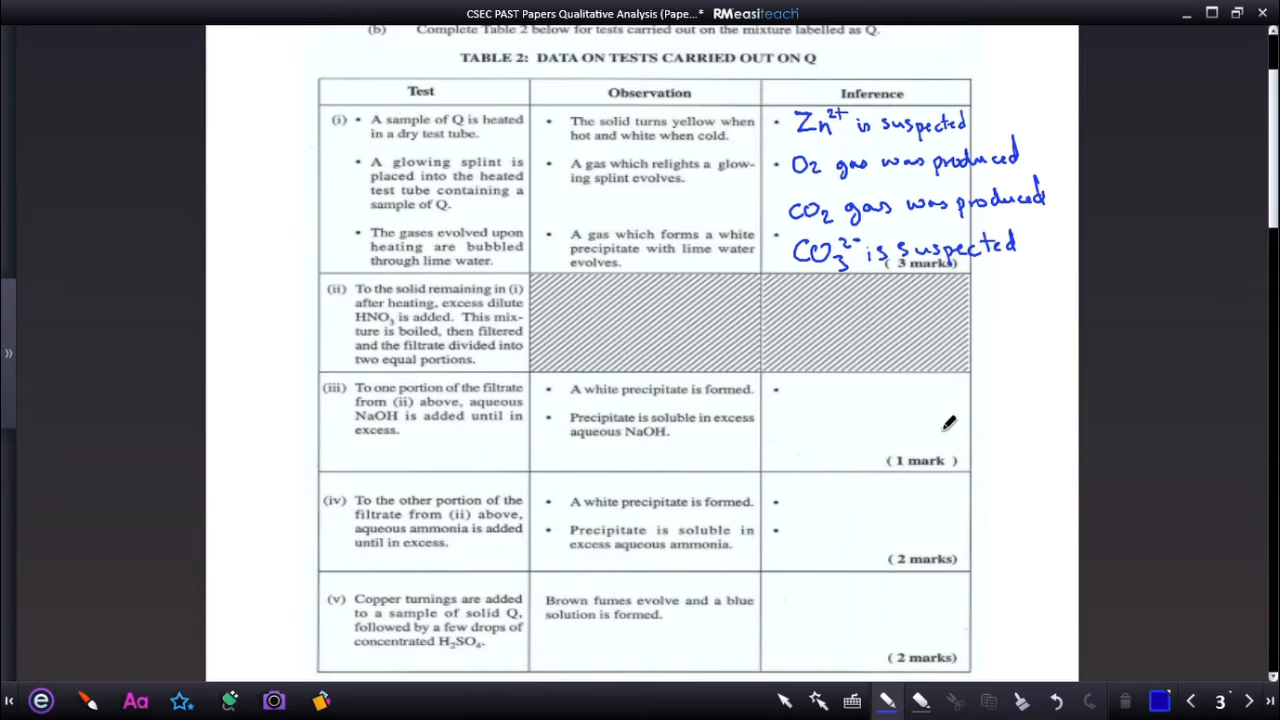 CSEC PAST Papers Qualitative Analysis (Pape...* RMeasiteach
(b) Complete Table 2 below for tests carried out on the mixture labelled as Q.
TABLE 2: DATA ON TESTS CARRIED OUT ON Q
Test
Observation
Inference
(i) • A sample of Q is heated
in a dry test tube.
• The solid turns yellow when
hot and white when cold.
• Zn²⁺ is suspected
• A glowing splint is
placed into the heated
test tube containing a
sample of Q.
• A gas which relights a glow-
ing splint evolves.
• O₂ gas was produced
• The gases evolved upon
heating are bubbled
through lime water.
• A gas which forms a white
precipitate with lime water
evolves.
CO₂ gas was produced
• CO₃²⁻ is suspected
( 3 marks)
(ii) To the solid remaining in (i)
after heating, excess dilute
HNO₃ is added. This mix-
ture is boiled, then filtered
and the filtrate divided into
two equal portions.
(iii) To one portion of the filtrate
from (ii) above, aqueous
NaOH is added until in
excess.
• A white precipitate is formed.
• Precipitate is soluble in excess
aqueous NaOH.
•
( 1 mark )
(iv) To the other portion of the
filtrate from (ii) above,
aqueous ammonia is added
until in excess.
• A white precipitate is formed.
• Precipitate is soluble in
excess aqueous ammonia.
•
•
( 2 marks)
(v) Copper turnings are added
to a sample of solid Q,
followed by a few drops of
concentrated H₂SO₄.
Brown fumes evolve and a blue
solution is formed.
( 2 marks)
e Aa 3